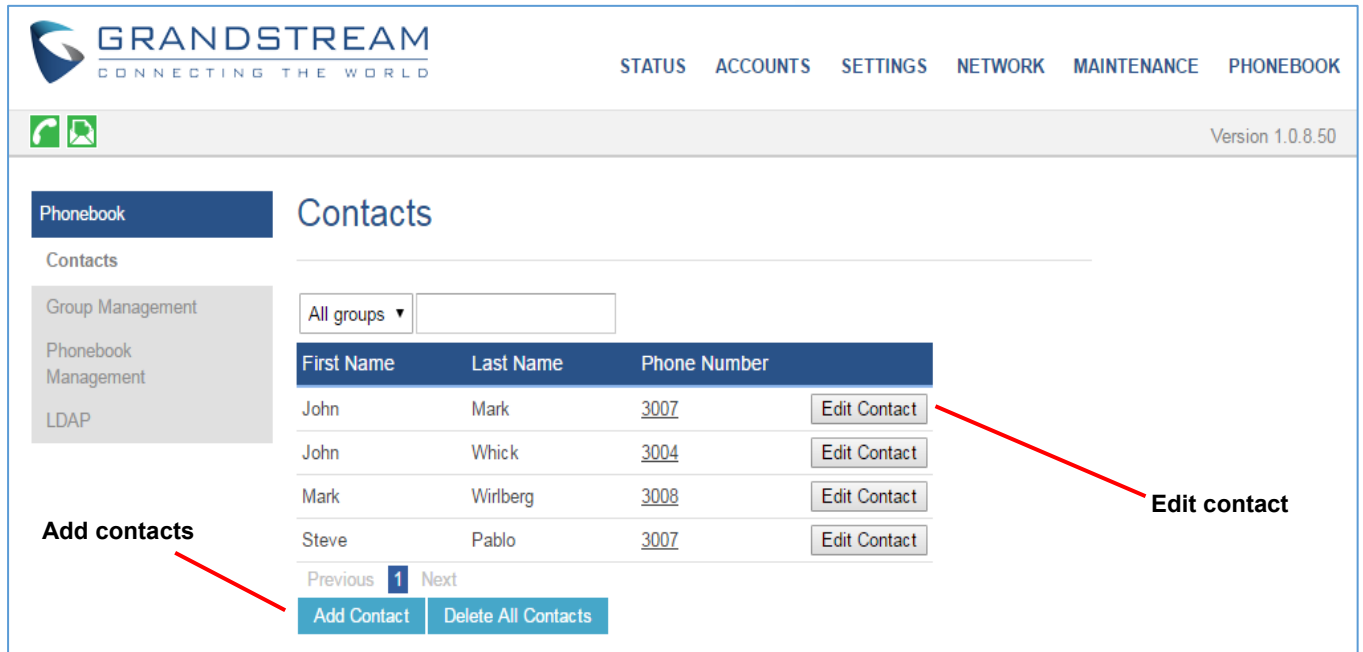 GRANDSTREAM
CONNECTING THE WORLD
STATUS ACCOUNTS SETTINGS NETWORK MAINTENANCE PHONEBOOK
Version 1.0.8.50
Phonebook
Contacts
Group Management
Phonebook
Management
LDAP
Contacts
All groups
First Name Last Name Phone Number
John Mark 3007 Edit Contact
John Whick 3004 Edit Contact
Mark Wirlberg 3008 Edit Contact
Steve Pablo 3007 Edit Contact
Previous 1 Next
Add Contact Delete All Contacts
Add contacts
Edit contact